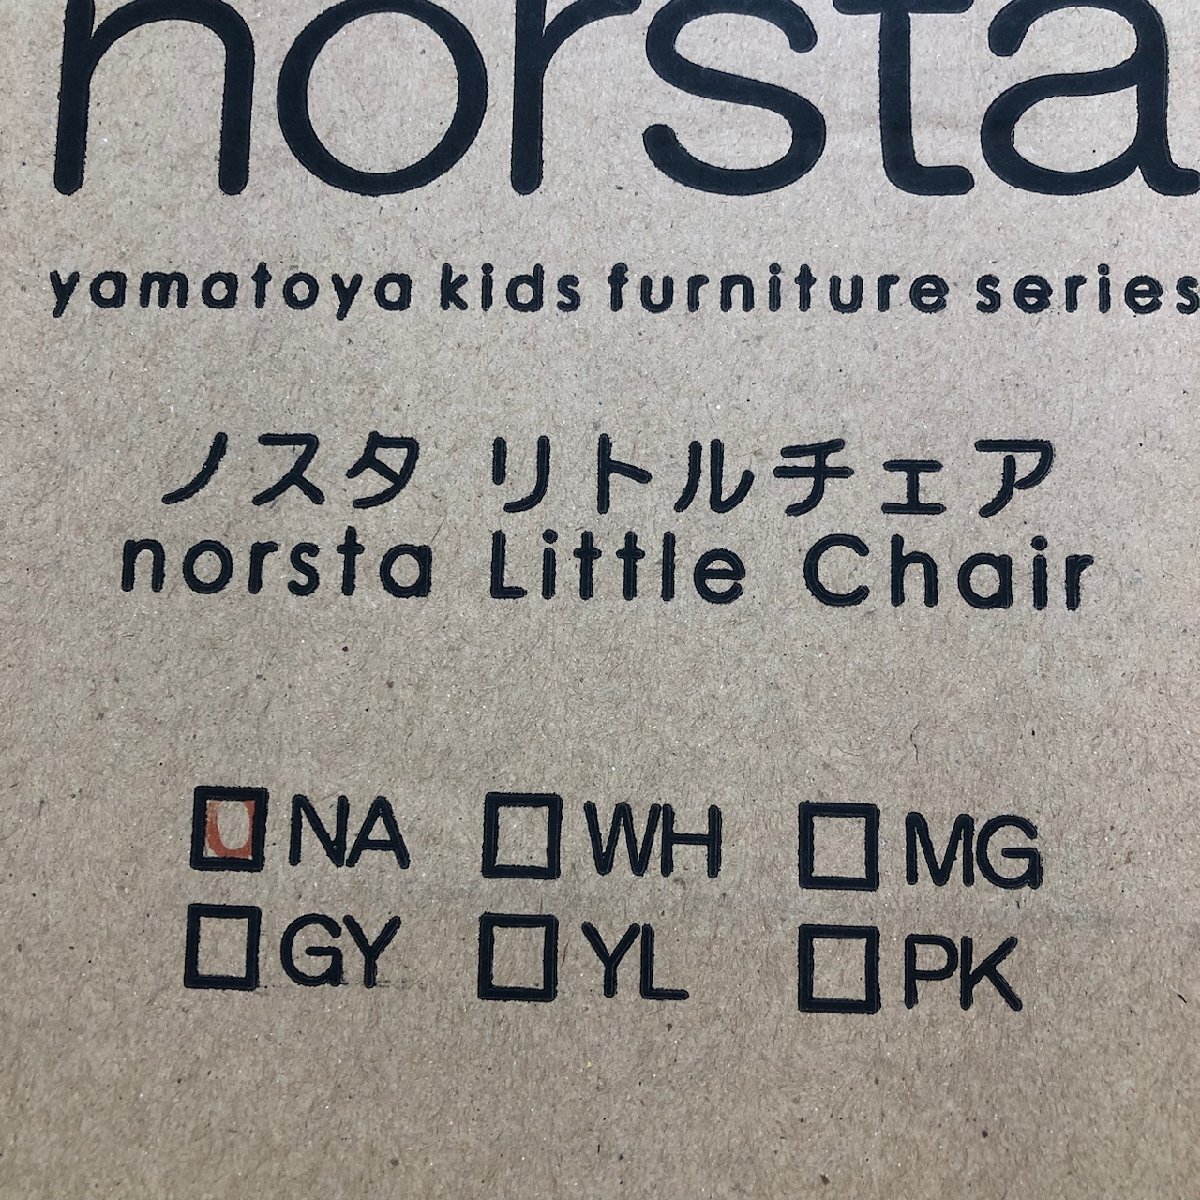 norsta
yamatoya kids furniture series
ノスタ リトルチェア
norsta Little Chair
NA WH MG
GY YL PK